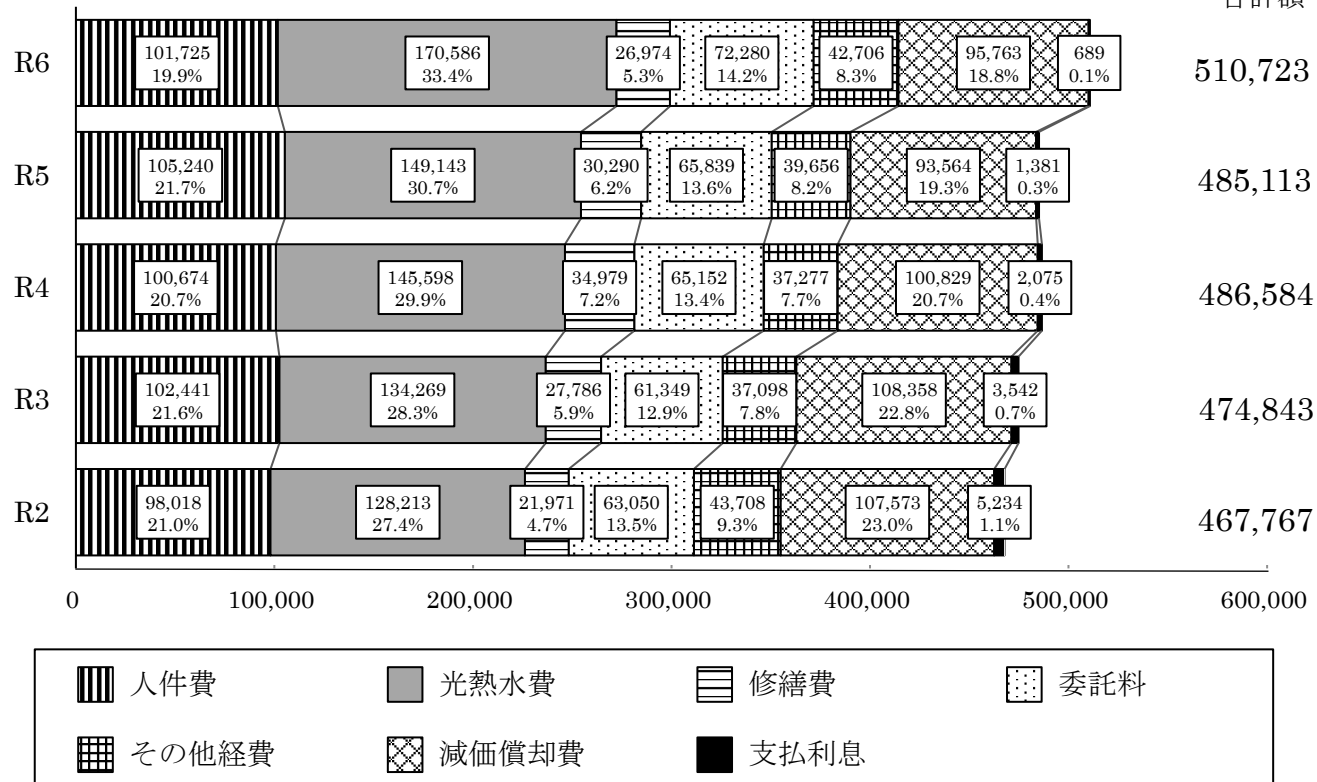 合計額
R6
101,725 170,586 26,974 72,280 42,706 95,763 689
19.9% 33.4% 5.3% 14.2% 8.3% 18.8% 0.1%
510,723
R5
105,240 149,143 30,290 65,839 39,656 93,564 1,381
21.7% 30.7% 6.2% 13.6% 8.2% 19.3% 0.3%
485,113
R4
100,674 145,598 34,979 65,152 37,277 100,829 2,075
20.7% 29.9% 7.2% 13.4% 7.7% 20.7% 0.4%
486,584
R3
102,441 134,269 27,786 61,349 37,098 108,358 3,542
21.6% 28.3% 5.9% 12.9% 7.8% 22.8% 0.7%
474,843
R2
98,018 128,213 21,971 63,050 43,708 107,573 5,234
21.0% 27.4% 4.7% 13.5% 9.3% 23.0% 1.1%
467,767
0 100,000 200,000 300,000 400,000 500,000 600,000
人件費 光熱水費 修繕費 委託料
その他経費 減価償却費 支払利息